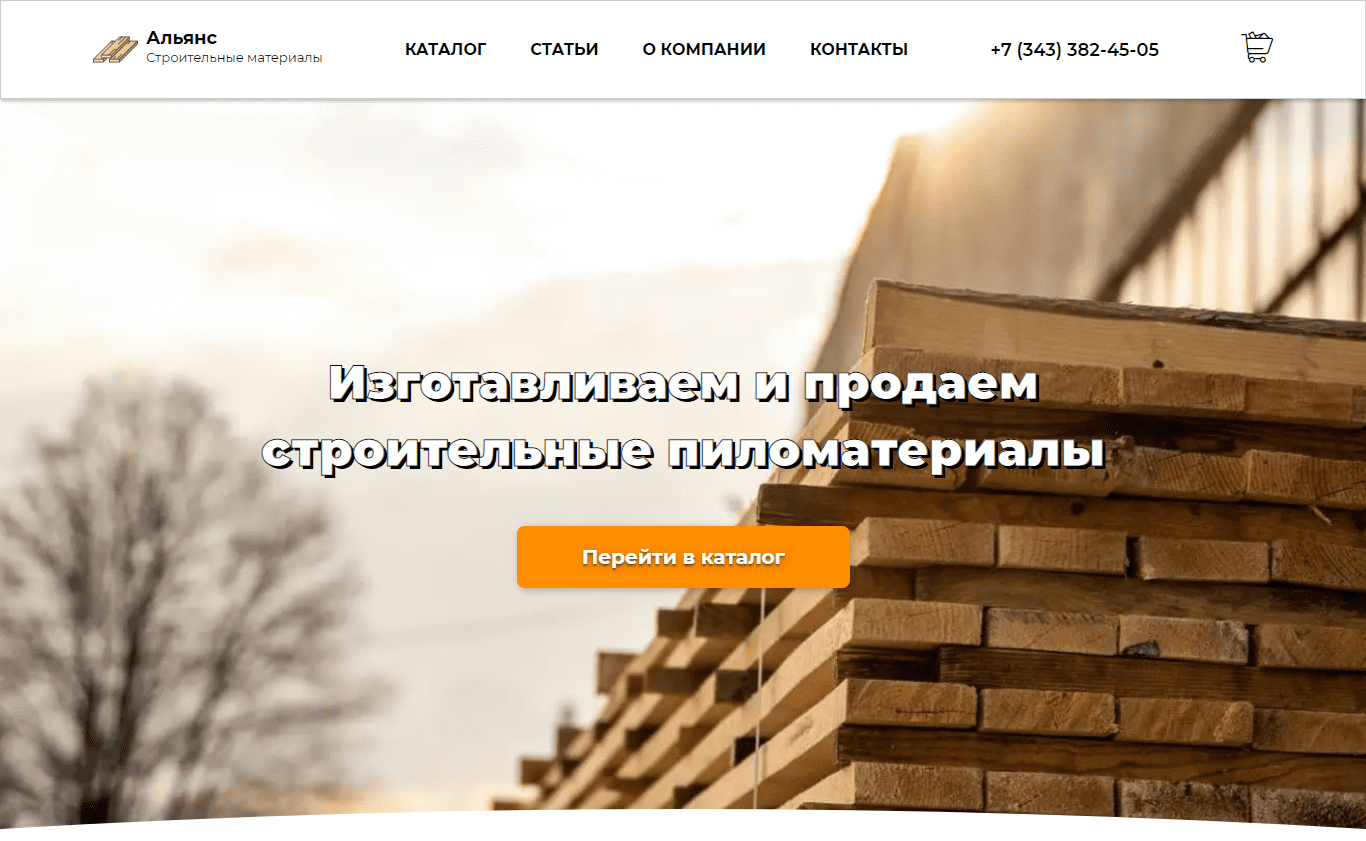 Альянс
Строительные материалы
КАТАЛОГ СТАТЬИ О КОМПАНИИ КОНТАКТЫ
+7 (343) 382-45-05
Изготавливаем и продаем
строительные пиломатериалы
Перейти в каталог